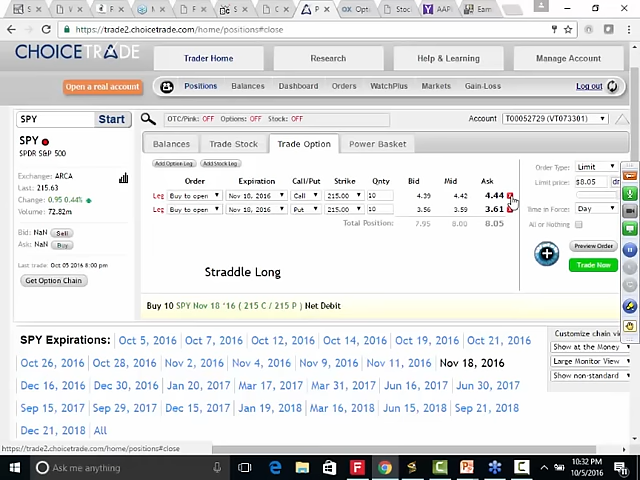 S
V
F
R
PS
S
O
C
P
OX Opti
Stoc
AAP
Earn
https://trade2.choicetrade.com/home/positions#close
CHOICETRADE
Trader Home
Research
Help & Learning
Manage Account
Open a real account
Positions
Balances
Dashboard
Orders
WatchPlus
Markets
Gain-Loss
Log out
SPY
Start
OTC/Pink: OFF Options: OFF Stock: OFF
Account : T00052729 (VT073301)
SPY
SPDR S&P 500
Exchange: ARCA
Last: 215.63
Change: 0.95 0.44%
Volume: 72.82m
Bid: NaN Sell
Ask: NaN Buy
Last trade: Oct 05 2016 8:00 pm
Get Option Chain
Balances
Trade Stock
Trade Option
Power Basket
Add Option Leg
Add Stock Leg
Order Expiration Call/Put Strike Qnty Bid Mid Ask
Leg Buy to open Nov 18, 2016 Call 215.00 10 4.39 4.42 4.44 x
Leg Buy to open Nov 18, 2016 Put 215.00 10 3.56 3.59 3.61
Total Position: 7.95 8.00 8.05
Straddle Long
Buy 10 SPY Nov 18 '16 ( 215 C / 215 P ) Net Debit
Order Type: Limit
Limit price: $8.05
Time in Force: Day
All or Nothing
Preview Order
Trade Now
SPY Expirations: Oct 5, 2016 Oct 7, 2016 Oct 12, 2016 Oct 14, 2016 Oct 19, 2016 Oct 21, 2016
Oct 26, 2016 Oct 28, 2016 Nov 2, 2016 Nov 4, 2016 Nov 9, 2016 Nov 11, 2016 Nov 18, 2016
Dec 16, 2016 Dec 30, 2016 Jan 20, 2017 Mar 17, 2017 Mar 31, 2017 Jun 16, 2017 Jun 30, 2017
Sep 15, 2017 Sep 29, 2017 Dec 15, 2017 Jan 19, 2018 Mar 16, 2018 Jun 15, 2018 Sep 21, 2018
Dec 21, 2018 All
Customize chain
Show at the Money
Large Monitor View
Show non-standard
https://trade2.choicetrade.com/home/positions#close
Ask me anything
10:32 PM
10/5/2016